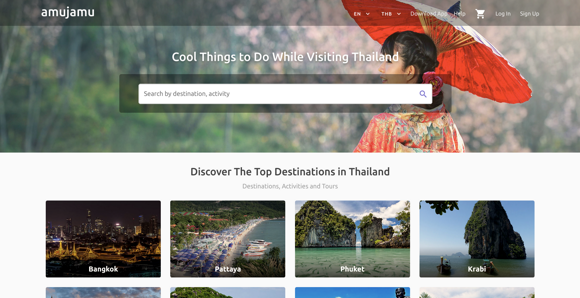 amujamu
EN THB Download App Help Log In Sign Up
Cool Things to Do While Visiting Thailand
Search by destination, activity
Discover The Top Destinations in Thailand
Destinations, Activities and Tours
Bangkok Pattaya Phuket Krabi